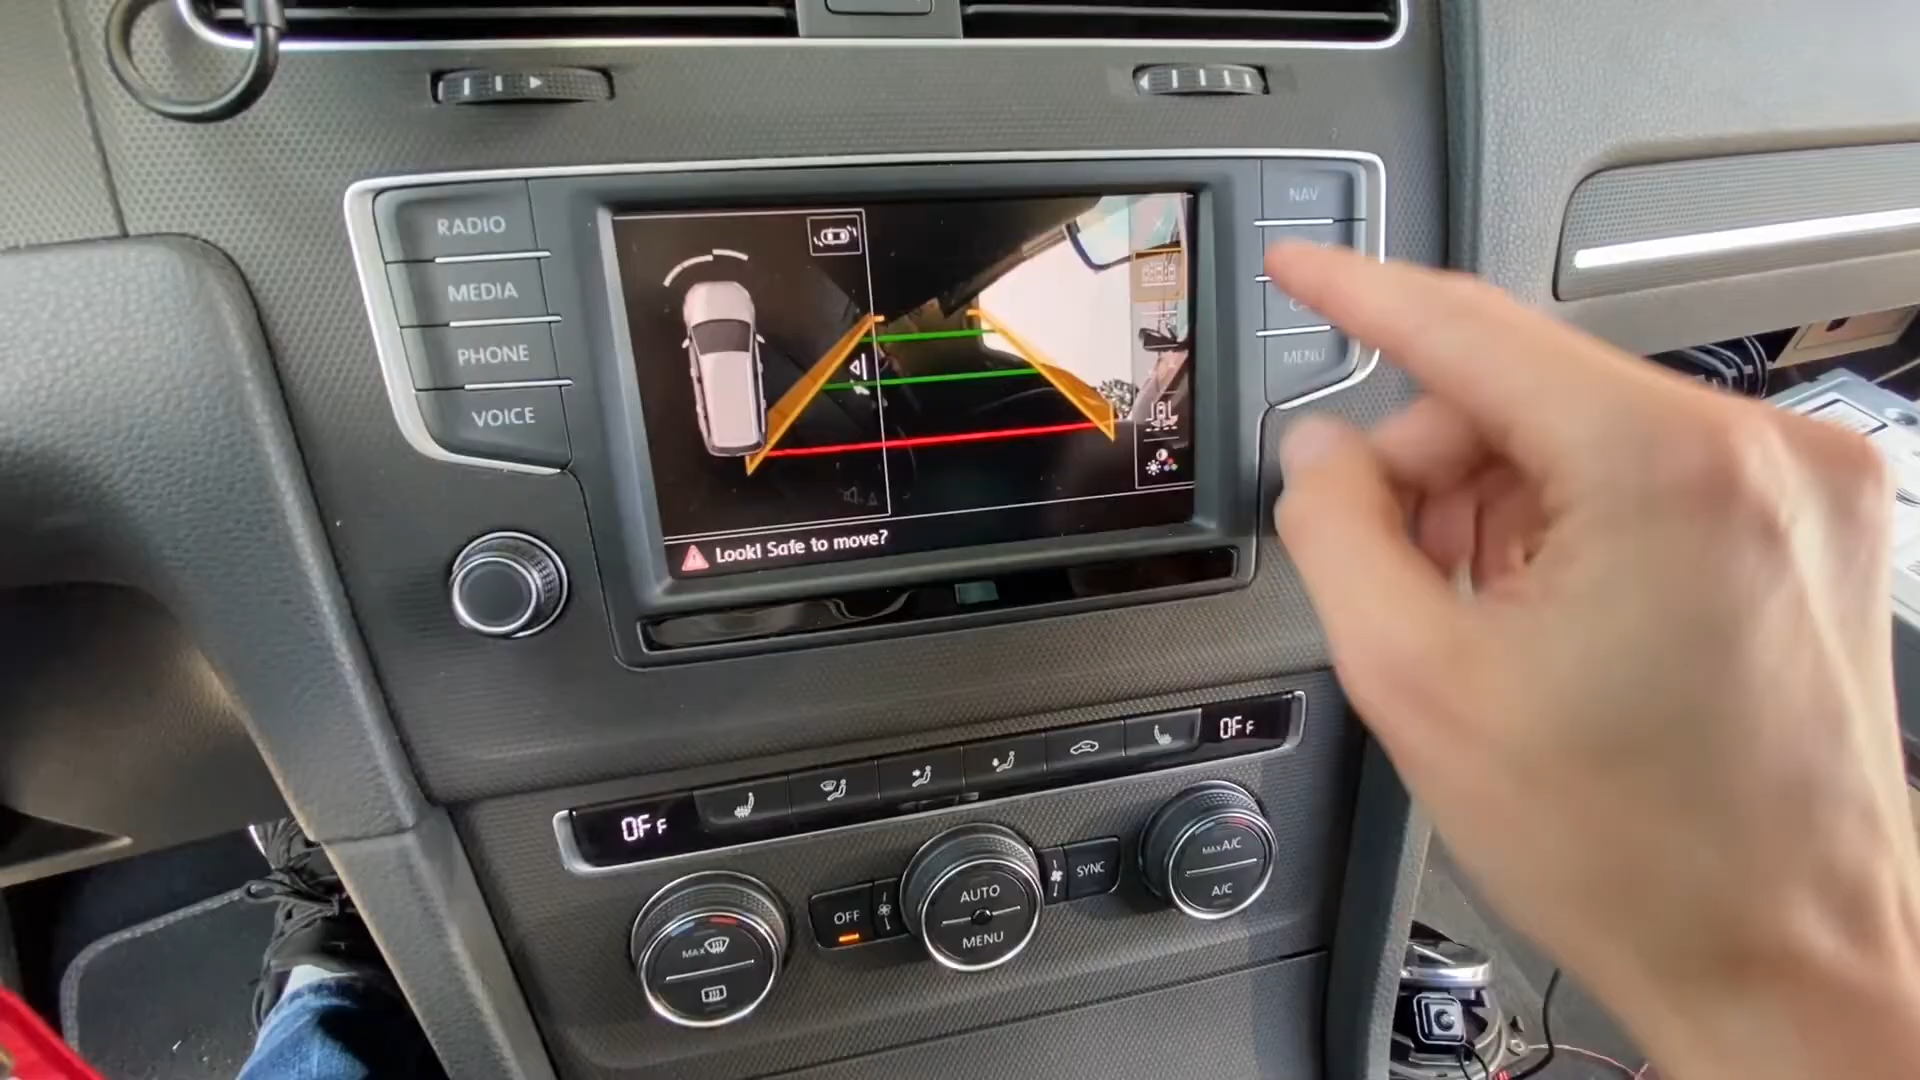 RADIO
MEDIA
PHONE
VOICE
NAV
MENU
Look! Safe to move?
OFF
OFF
MAX
OFF
AUTO
MENU
SYNC
MAX A/C
A/C